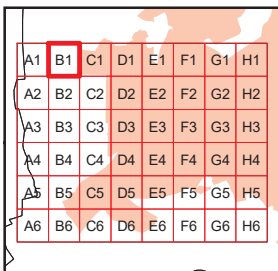 A1 B1 C1 D1 E1 F1 G1 H1
A2 B2 C2 D2 E2 F2 G2 H2
A3 B3 C3 D3 E3 F3 G3 H3
A4 B4 C4 D4 E4 F4 G4 H4
A5 B5 C5 D5 E5 F5 G5 H5
A6 B6 C6 D6 E6 F6 G6 H6